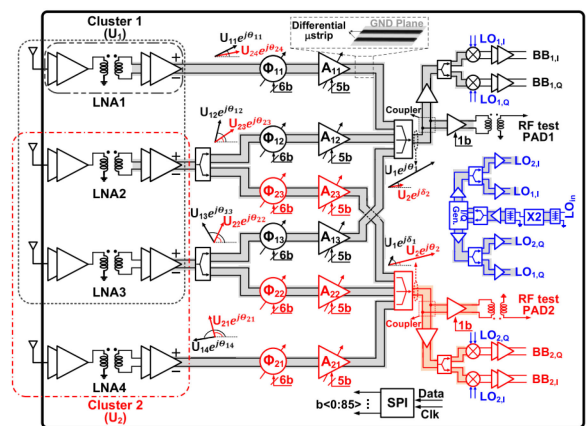 Cluster 1
(U1)
Differential
µstrip
GND Plane
U11ejθ11
U24ejθ24
Φ11
A11
6b
5b
LNA1
LO1,I
BB1,I
BB1,Q
LO1,Q
Coupler
RF test
PAD1
1b
U12ejθ12
U23ejθ23
Φ12
A12
6b
5b
LNA2
Φ23
A23
6b
5b
U1ejθ
U2ejδ2
LO2,I
LO1,I
I/Q
Gen.
X2
LOin
LO2,Q
LO1,Q
U13ejθ13
U22ejθ22
Φ13
A13
6b
5b
LNA3
Φ22
A22
6b
5b
U1ejδ1
U2ejθ2
RF test
PAD2
Coupler
1b
LO2,Q
BB2,Q
BB2,I
LO2,I
U21ejθ21
U14ejθ14
Φ21
A21
6b
5b
LNA4
Cluster 2
(U2)
b<0:85>
SPI
Data
Clk